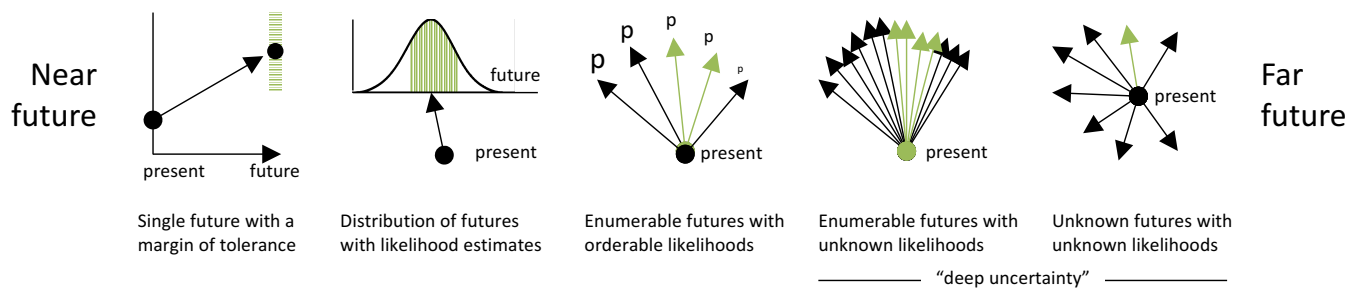 Near
future
present
future
Single future with a
margin of tolerance
future
present
Distribution of futures
with likelihood estimates
p
p
p
p
p
present
Enumerable futures with
orderable likelihoods
present
Enumerable futures with
unknown likelihoods
present
Unknown futures with
unknown likelihoods
“deep uncertainty”
Far
future